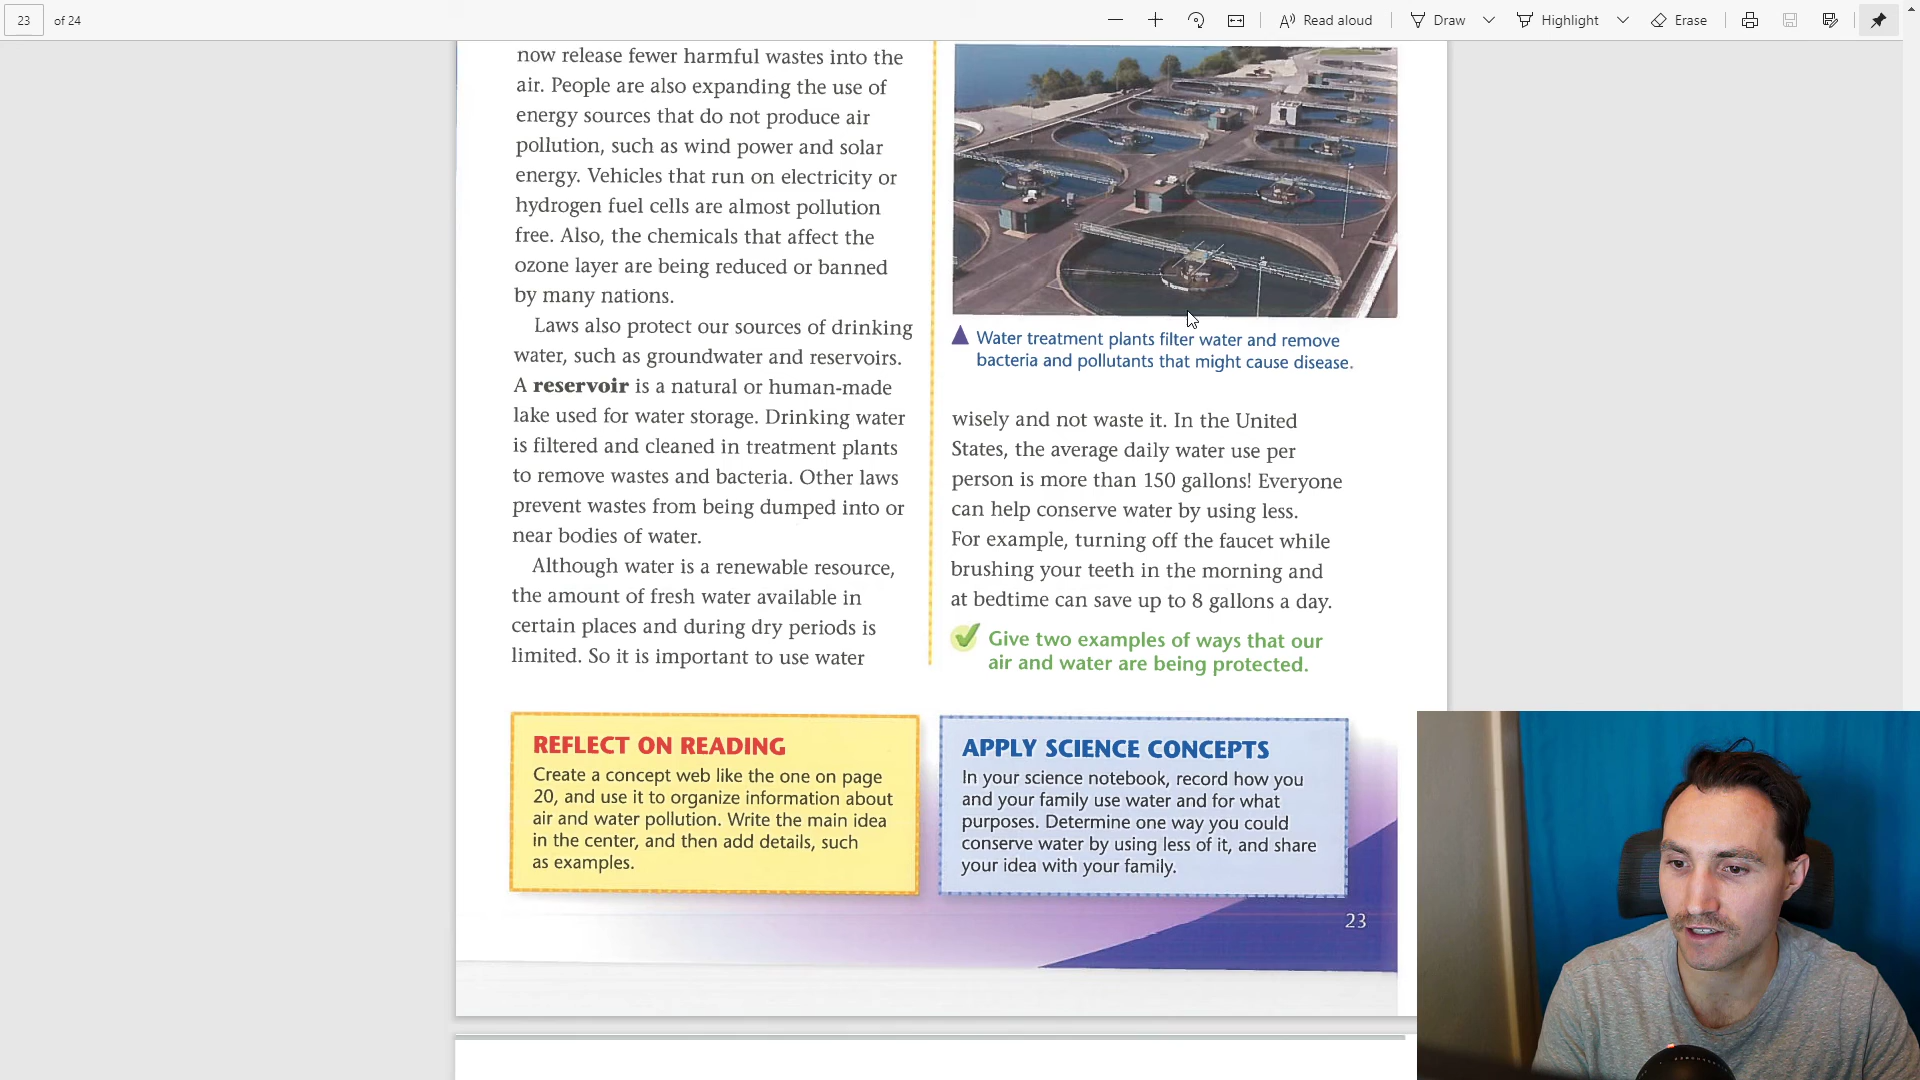 23
of 24
Read aloud
Draw
Highlight
Erase
now release fewer harmful wastes into the
air. People are also expanding the use of
energy sources that do not produce air
pollution, such as wind power and solar
energy. Vehicles that run on electricity or
hydrogen fuel cells are almost pollution
free. Also, the chemicals that affect the
ozone layer are being reduced or banned
by many nations.
Laws also protect our sources of drinking
water, such as groundwater and reservoirs.
A reservoir is a natural or human-made
lake used for water storage. Drinking water
is filtered and cleaned in treatment plants
to remove wastes and bacteria. Other laws
prevent wastes from being dumped into or
near bodies of water.
Although water is a renewable resource,
the amount of fresh water available in
certain places and during dry periods is
limited. So it is important to use water
Water treatment plants filter water and remove
bacteria and pollutants that might cause disease.
wisely and not waste it. In the United
States, the average daily water use per
person is more than 150 gallons! Everyone
can help conserve water by using less.
For example, turning off the faucet while
brushing your teeth in the morning and
at bedtime can save up to 8 gallons a day.
Give two examples of ways that our
air and water are being protected.
REFLECT ON READING
Create a concept web like the one on page
20, and use it to organize information about
air and water pollution. Write the main idea
in the center, and then add details, such
as examples.
APPLY SCIENCE CONCEPTS
In your science notebook, record how you
and your family use water and for what
purposes. Determine one way you could
conserve water by using less of it, and share
your idea with your family.
23